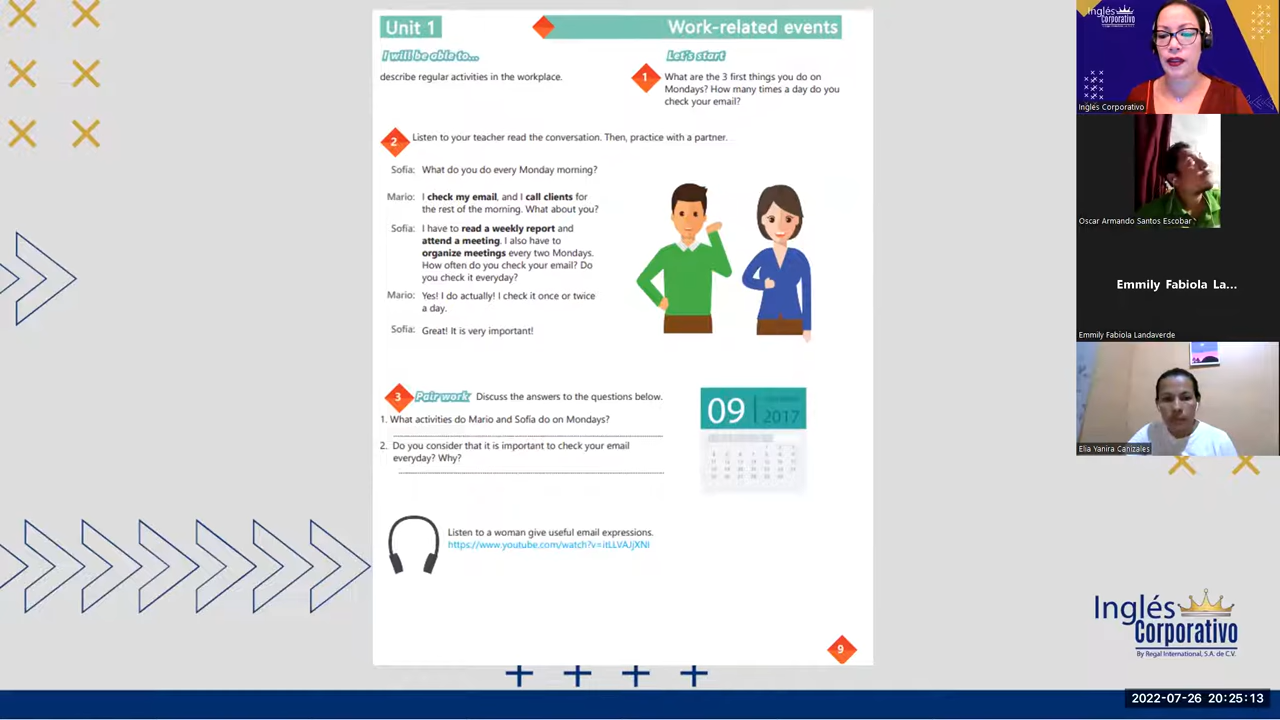 Unit 1
Work-related events
I will be able to...
describe regular activities in the workplace.
Let's start
1
What are the 3 first things you do on
Mondays? How many times a day do you
check your email?
2
Listen to your teacher read the conversation. Then, practice with a partner.
Sofía: What do you do every Monday morning?
Mario: I check my email, and I call clients for
the rest of the morning. What about you?
Sofía: I have to read a weekly report and
attend a meeting. I also have to
organize meetings every two Mondays.
How often do you check your email? Do
you check it everyday?
Mario: Yes! I do actually! I check it once or twice
a day.
Sofía: Great! It is very important!
3
Pair work Discuss the answers to the questions below.
1. What activities do Mario and Sofía do on Mondays?
2. Do you consider that it is important to check your email
everyday? Why?
09
2017
Listen to a woman give useful email expressions.
https://www.youtube.com/watch?v=itLLVAJjXNI
9
Inglés
Corporativo
Inglés Corporativo
Oscar Armando Santos Escobar
Emmily Fabiola La...
Emmily Fabiola Landaverde
Elia Yanira Canizales
Inglés
Corporativo
By Regal International, S.A. de C.V.
2022-07-26 20:25:13